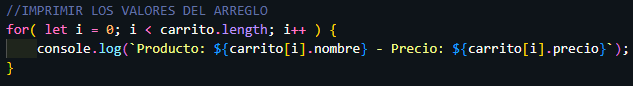 //IMPRIMIR LOS VALORES DEL ARREGLO
for( let i = 0; i < carrito.length; i++ ) {
    console.log(`Producto: ${carrito[i].nombre} - Precio: ${carrito[i].precio}`);
}